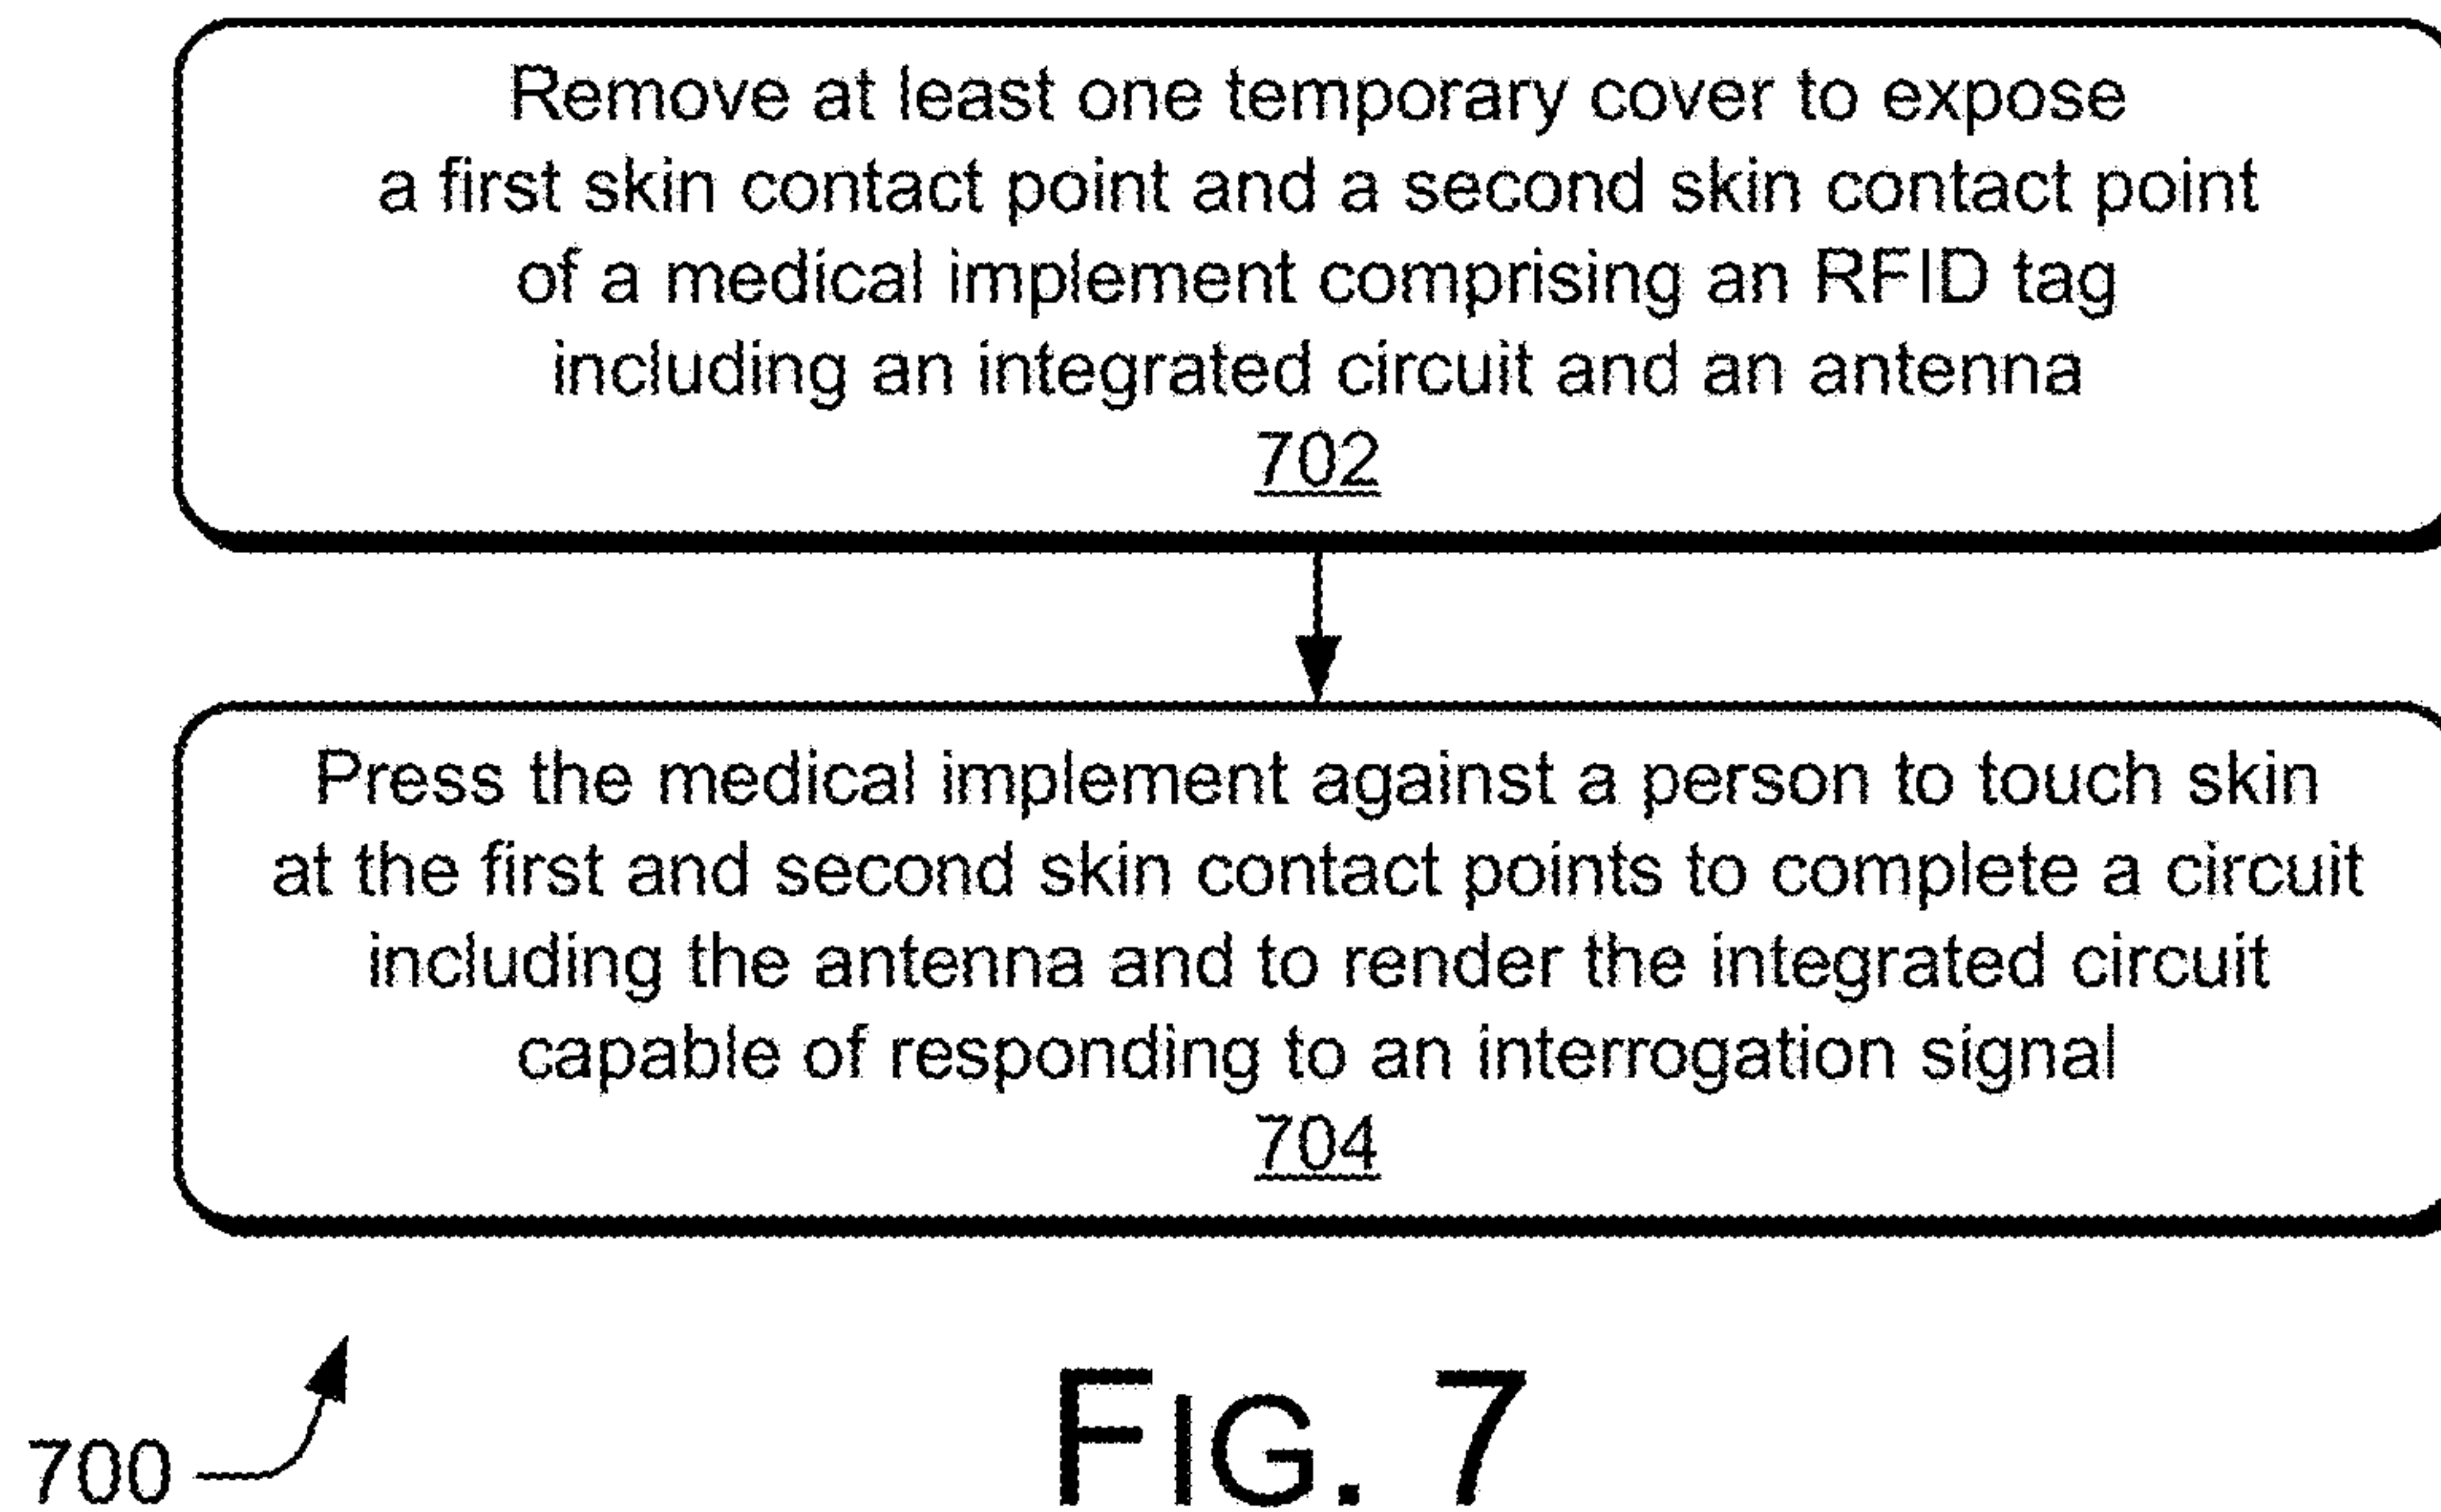 Remove at least one temporary cover to expose
a first skin contact point and a second skin contact point
of a medical implement comprising an RFID tag
including an integrated circuit and an antenna
702
Press the medical implement against a person to touch skin
at the first and second skin contact points to complete a circuit
including the antenna and to render the integrated circuit
capable of responding to an interrogation signal
704
700
FIG. 7